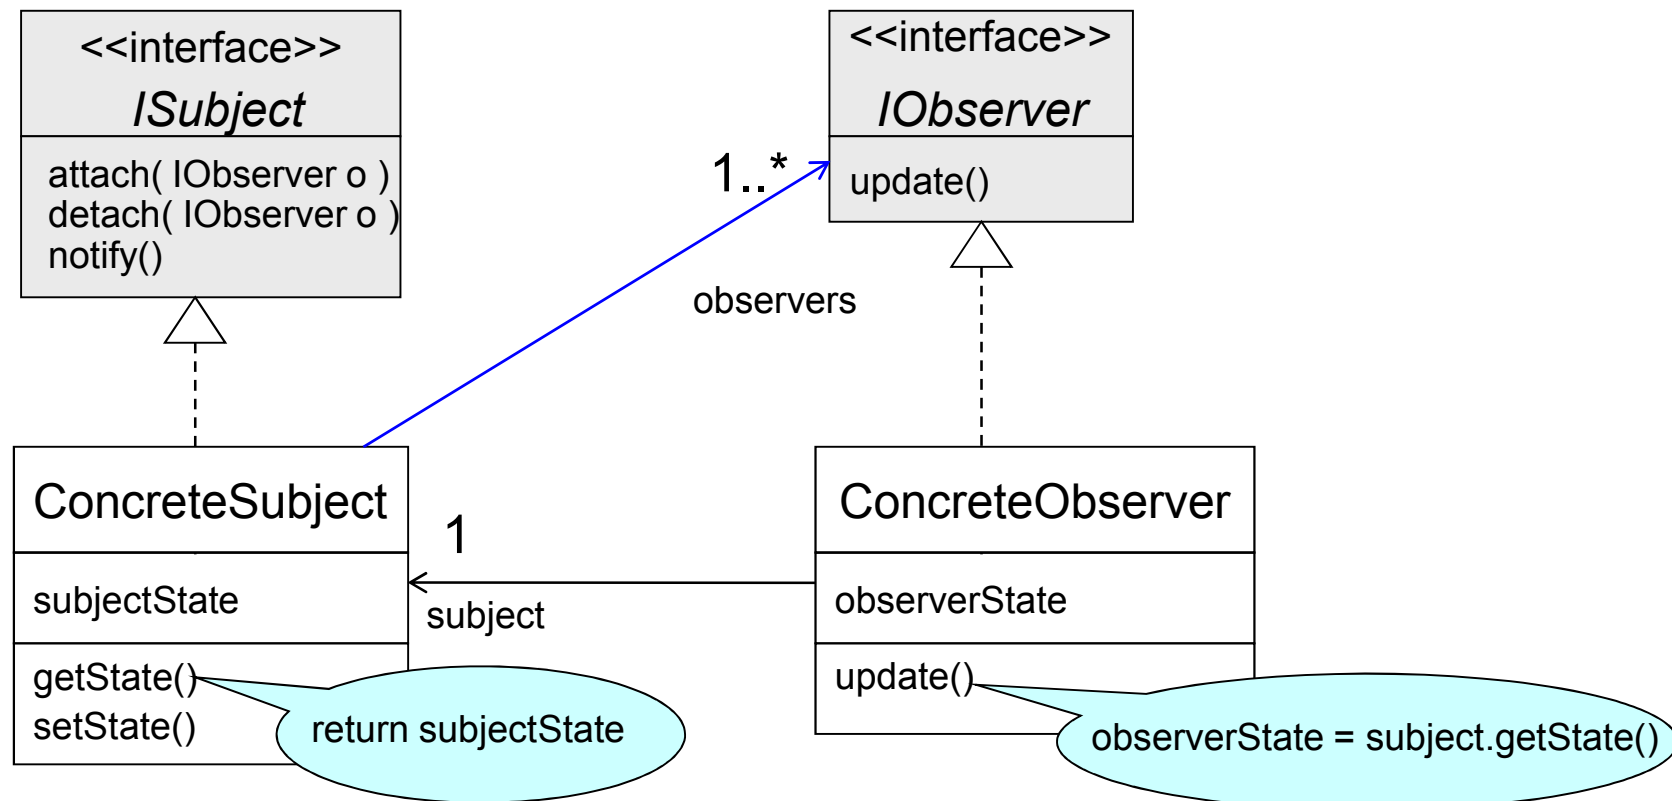 <<interface>>
ISubject
attach( IObserver o )
detach( IObserver o )
notify()
<<interface>>
IObserver
update()
1..*
observers
ConcreteSubject
subjectState
getState()
setState()
return subjectState
1
subject
ConcreteObserver
observerState
update()
observerState = subject.getState()